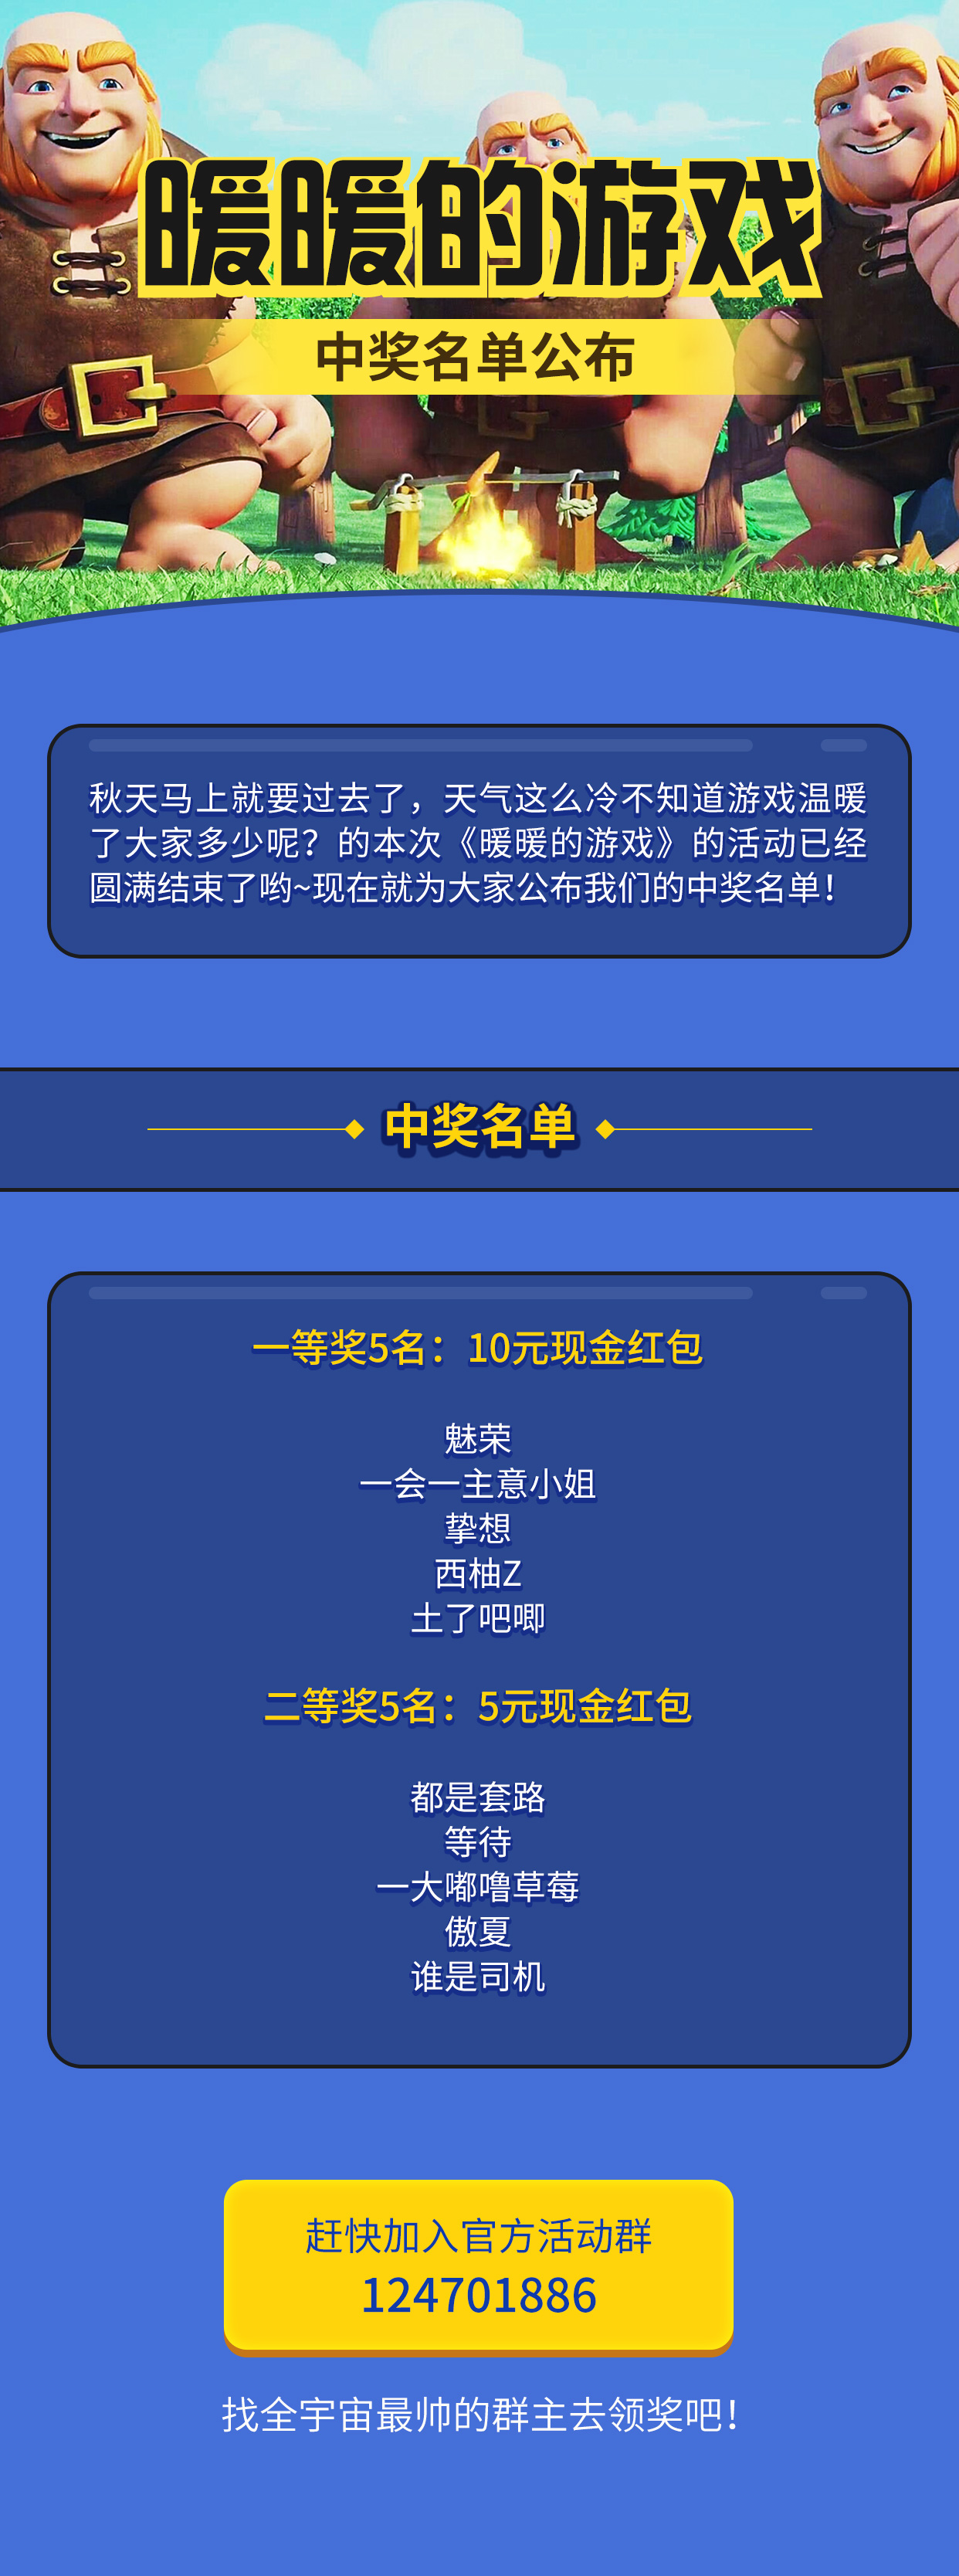 暖暖的游戏
中奖名单公布
秋天马上就要过去了，天气这么冷不知道游戏温暖
了大家多少呢？的本次《暖暖的游戏》的活动已经
圆满结束了哟~现在就为大家公布我们的中奖名单！
中奖名单
一等奖5名：10元现金红包
魅荣
一会一主意小姐
挚想
西柚Z
土了吧唧
二等奖5名：5元现金红包
都是套路
等待
一大嘟噜草莓
傲夏
谁是司机
赶快加入官方活动群
124701886
找全宇宙最帅的群主去领奖吧！